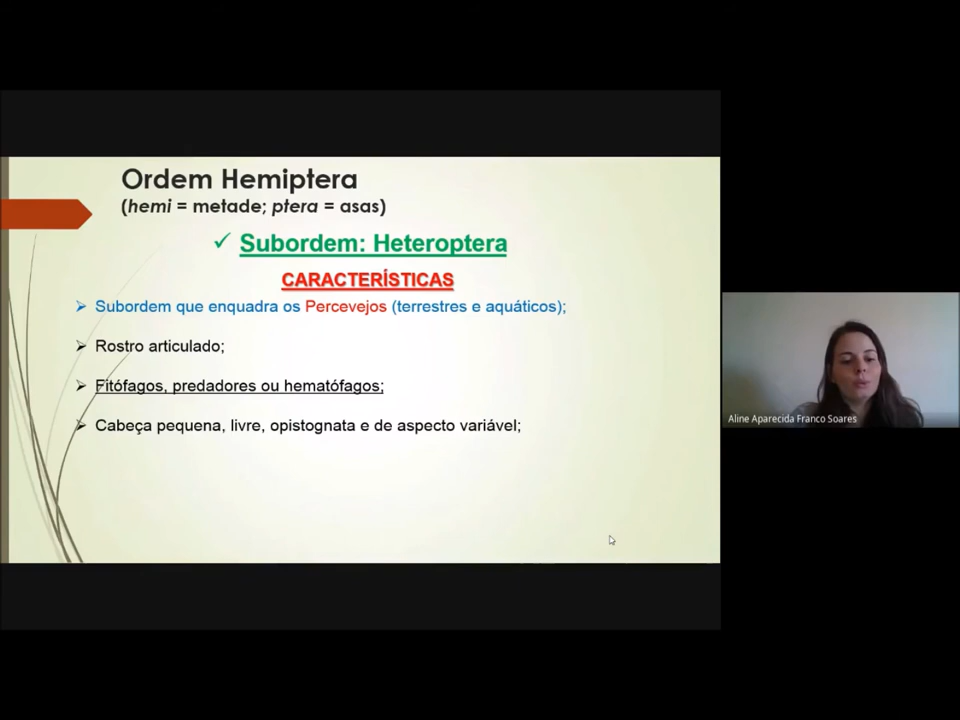 Ordem Hemiptera
(hemi = metade; ptera = asas)
✓ Subordem: Heteroptera
CARACTERÍSTICAS
➢ Subordem que enquadra os Percevejos (terrestres e aquáticos);
➢ Rostro articulado;
➢ Fitófagos, predadores ou hematófagos;
➢ Cabeça pequena, livre, opistognata e de aspecto variável;
Aline Aparecida Franco Soares